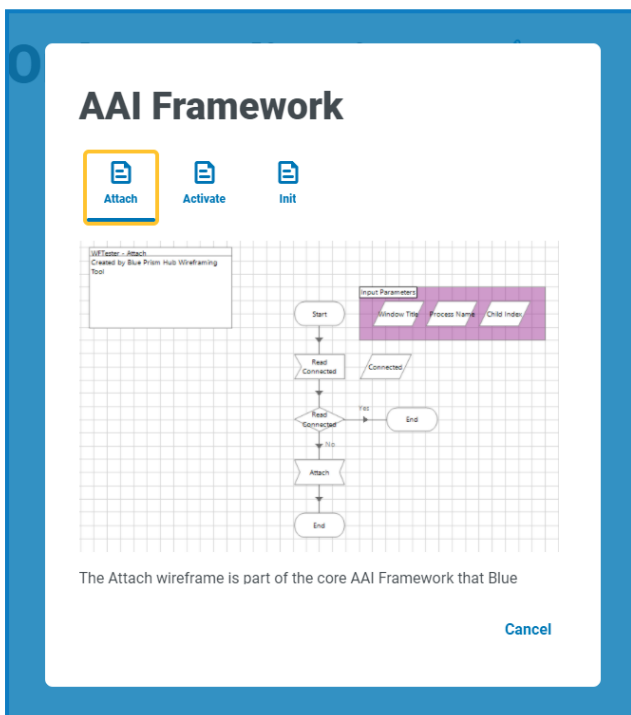 AAI Framework
Attach
Activate
Init
WFTester - Attach
Created by Blue Prism Hub Wireframing
Tool
Input Parameters
Start
Window Title
Process Name
Child Index
Read
Connected
Connected
Read
Connected
Yes
End
No
Attach
End
The Attach wireframe is part of the core AAI Framework that Blue
Cancel